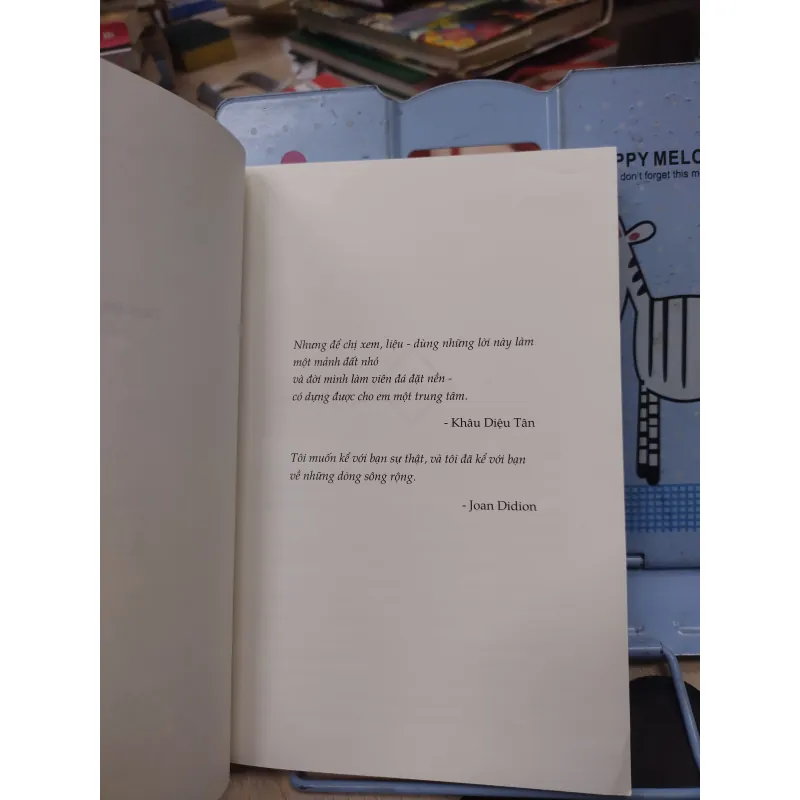 PPY MELO
don't forget this m
Nhưng để chị xem, liệu - dùng những lời này làm
một mảnh đất nhỏ
và đời mình làm viên đá đặt nền -
có dựng được cho em một trung tâm.
- Khâu Diệu Tân
Tôi muốn kể với bạn sự thật, và tôi đã kể với bạn
về những dòng sông rộng.
- Joan Didion